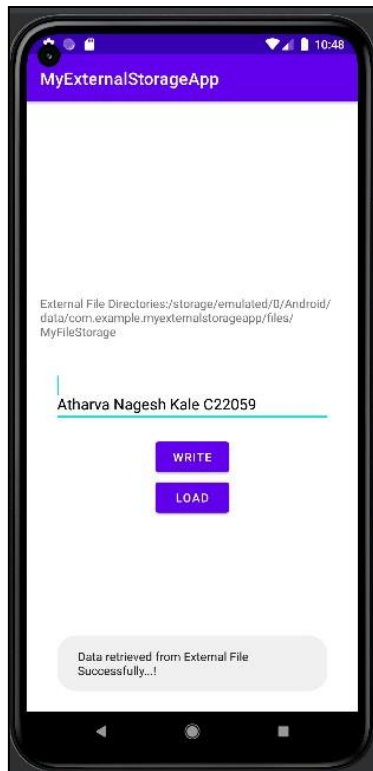 10:48
MyExternalStorageApp
External File Directories:/storage/emulated/0/Android/
data/com.example.myexternalstorageapp/files/
MyFileStorage
Atharva Nagesh Kale C22059
WRITE
LOAD
Data retrieved from External File
Successfully...!